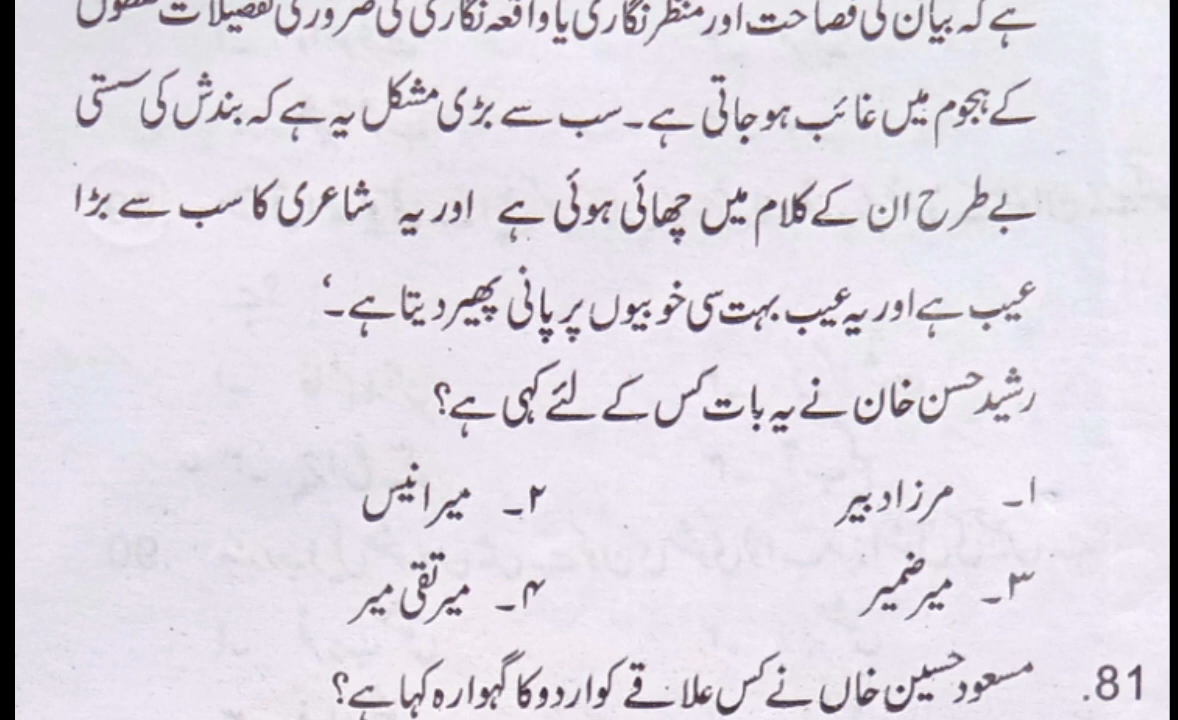 ہے کہ بیان کی فصاحت اور منظر نگاری یا واقعہ نگاری کی ضروری تفصیلات لفظوں
کے ہجوم میں غائب ہو جاتی ہے۔ سب سے بڑی مشکل یہ ہے کہ بندش کی سستی
بے طرح ان کے کلام میں چھائی ہوئی ہے اور یہ شاعری کا سب سے بڑا
عیب ہے اور یہ عیب بہت سی خوبیوں پر پانی پھیر دیتا ہے۔‘
رشید حسن خان نے یہ بات کس کے لئے کہی ہے؟
۱۔ مرزا دبیر ۲۔ میر انیس
۳۔ میر ضمیر ۴۔ میر تقی میر
81. مسعود حسین خاں نے کس علاقے کو اردو کا گہوارہ کہا ہے؟